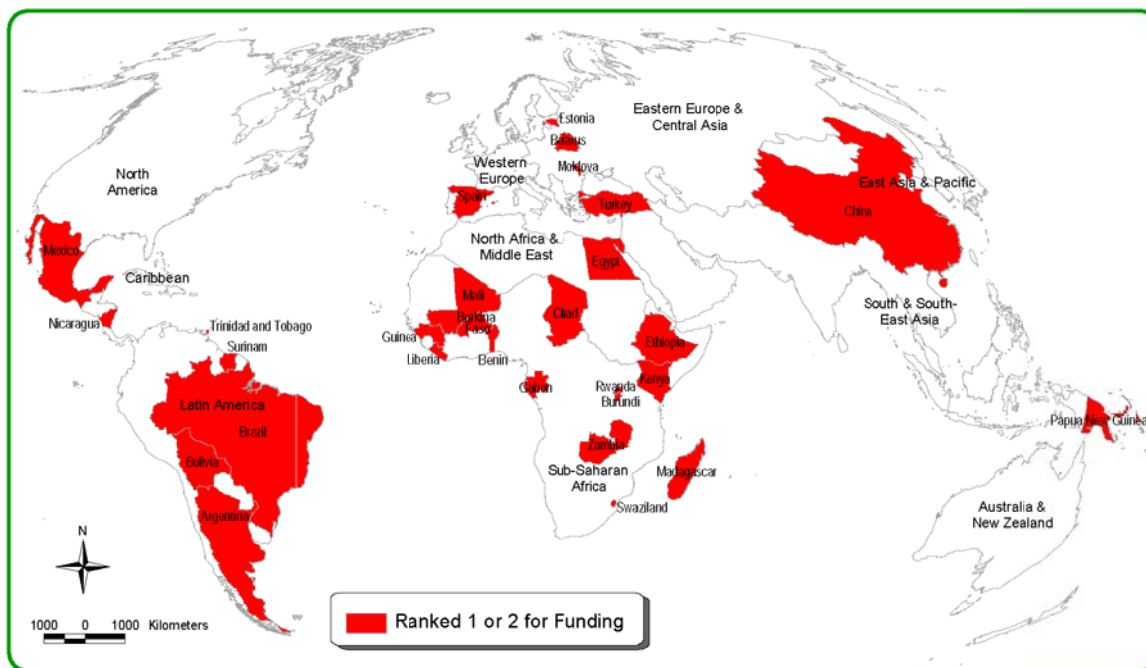 Estonia
Eastern Europe &
Central Asia
Belarus
Western
Europe
Moldova
North
America
East Asia & Pacific
Spain
Turkey
China
North Africa &
Middle East
Mexico
Egypt
Caribbean
Mali
South & South-
East Asia
Nicaragua
Trinidad and Tobago
Burkina
Faso
Chad
Guinea
Surinam
Liberia
Benin
Ethiopia
Gabon
Rwanda
Kenya
Burundi
Latin America
Brazil
Papua New Guinea
Zambia
Bolivia
Sub-Saharan
Africa
Madagascar
Swaziland
Argentina
Australia &
New Zealand
N
1000 0 1000 Kilometers
Ranked 1 or 2 for Funding